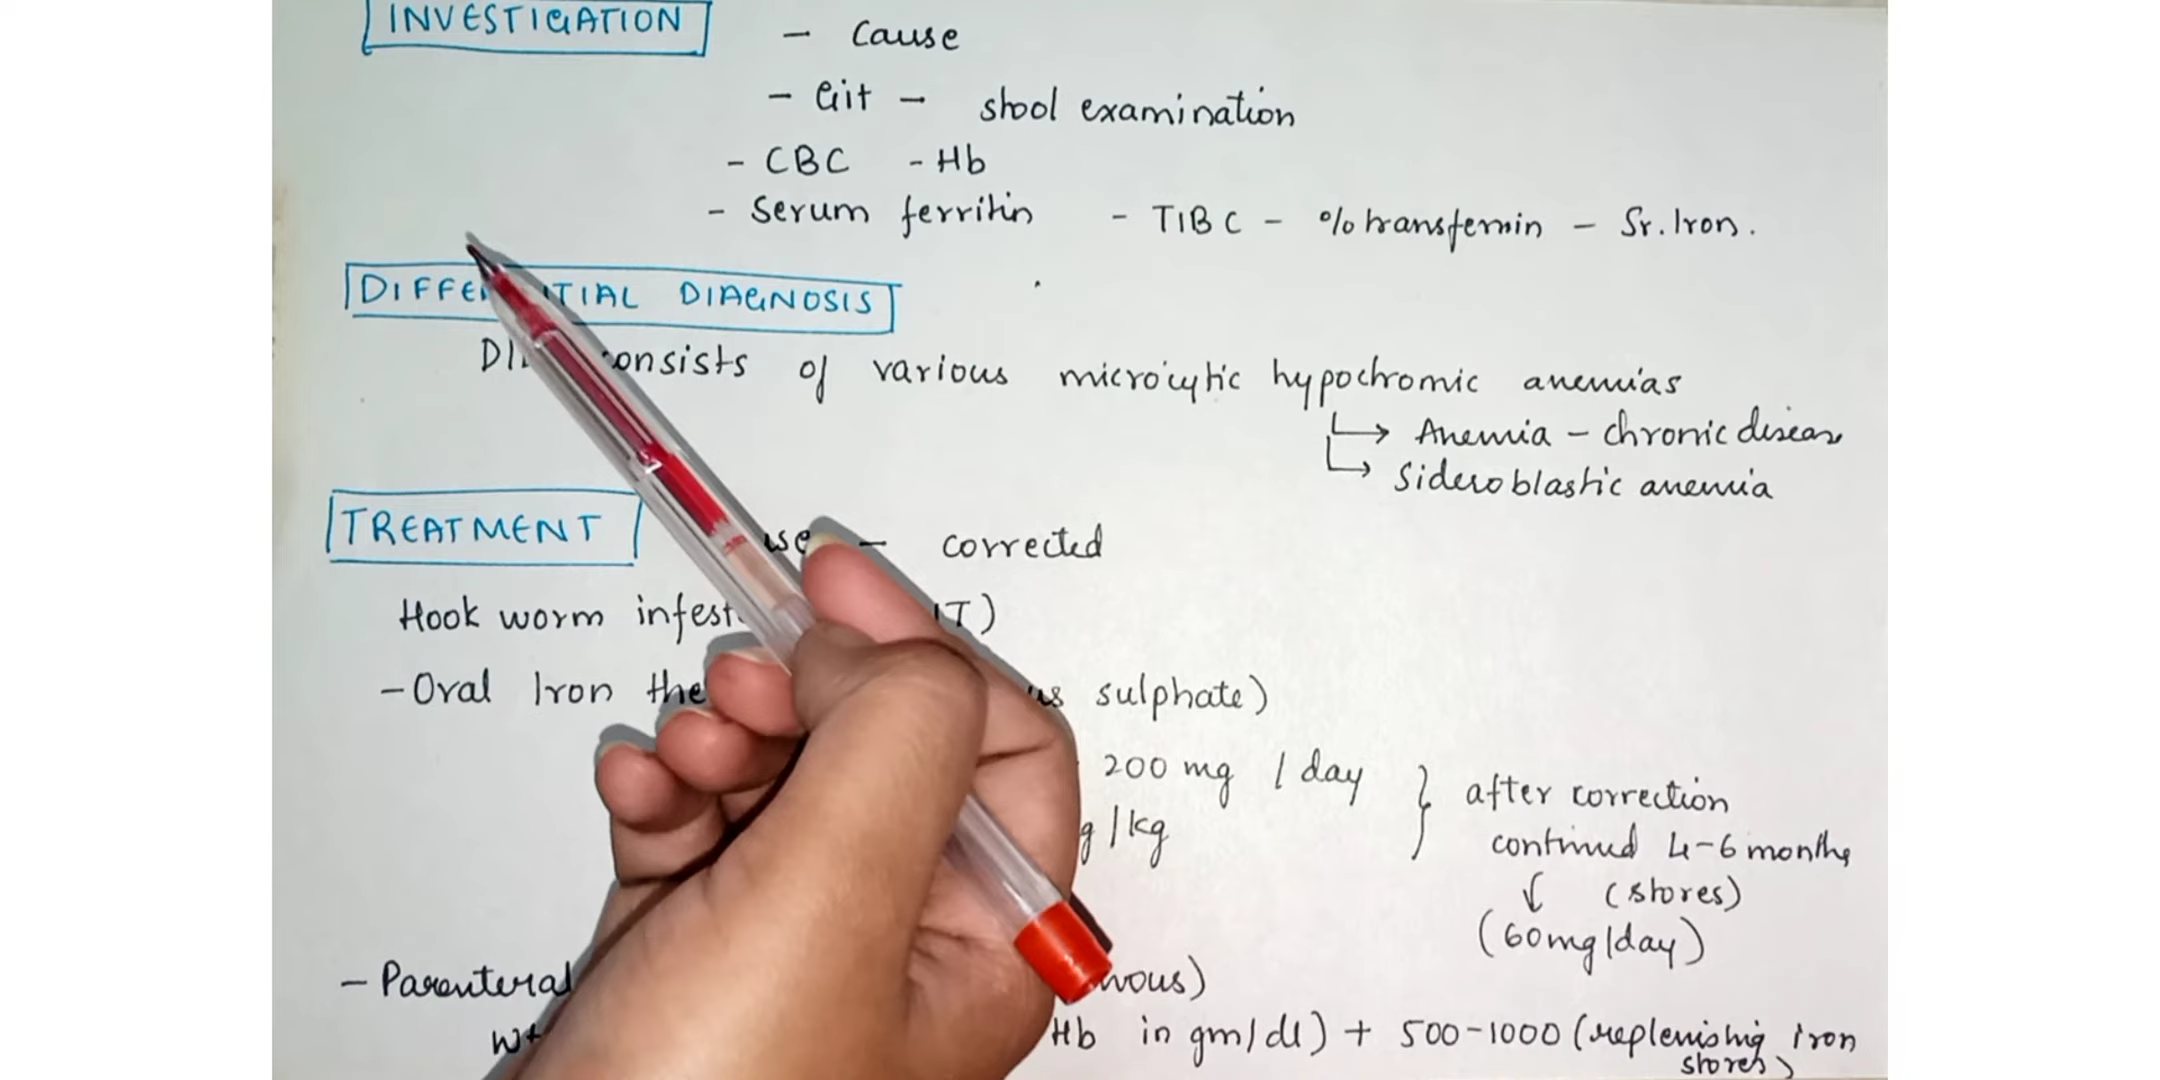 INVESTIGATION
- Cause
- Git - stool examination
- CBC - Hb
- Serum ferritin - TIBC - % transferrin - Sr. Iron.
DIFFE TIAL DIAGNOSIS
consists of various microcytic hypochromic anemias
↳ Anemia - chronic disease
↳ Sideroblastic anemia
TREATMENT
- corrected
Hook worm infest
- Oral Iron the sulphate)
200 mg / day } after correction
g/kg continued 4-6 months
↓ (stores)
(60mg/day)
- Parenteral nous)
Wt Hb in gm/dl) + 500-1000 (replenishing iron
stores)